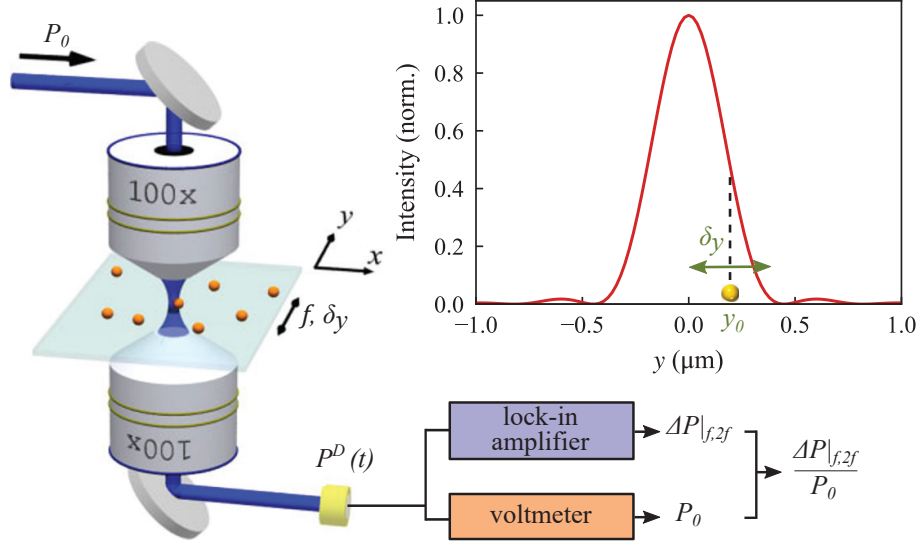 P₀
100x
y
x
f, δy
100x
Pᴰ(t)
Intensity (norm.)
1.0
0.8
0.6
0.4
0.2
0.0
δy
y₀
−1.0
−0.5
0.0
0.5
1.0
y (μm)
lock-in
amplifier
ΔP|f,2f
voltmeter
P₀
ΔP|f,2f
P₀